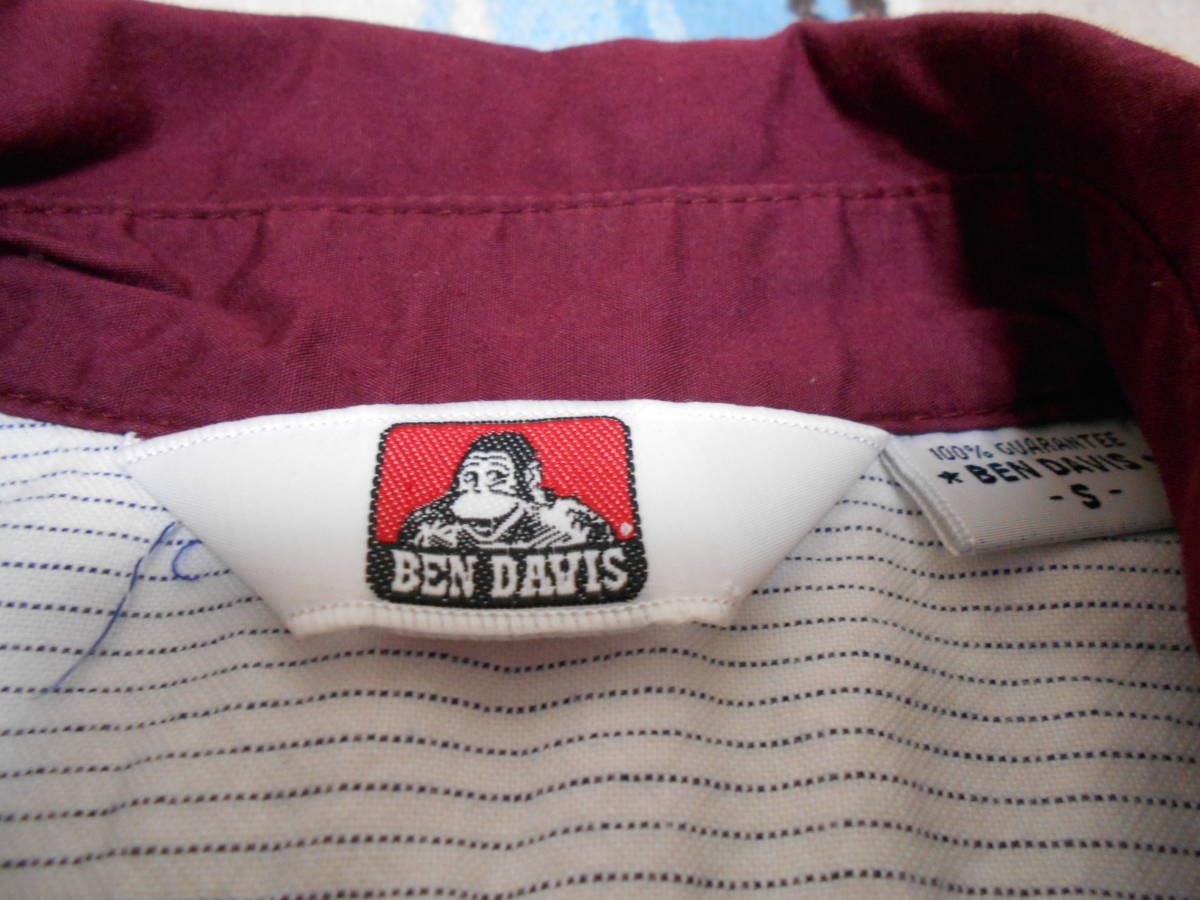 BEN DAVIS
100% GUARANTEE
★ BEN DAVIS ★
- S -